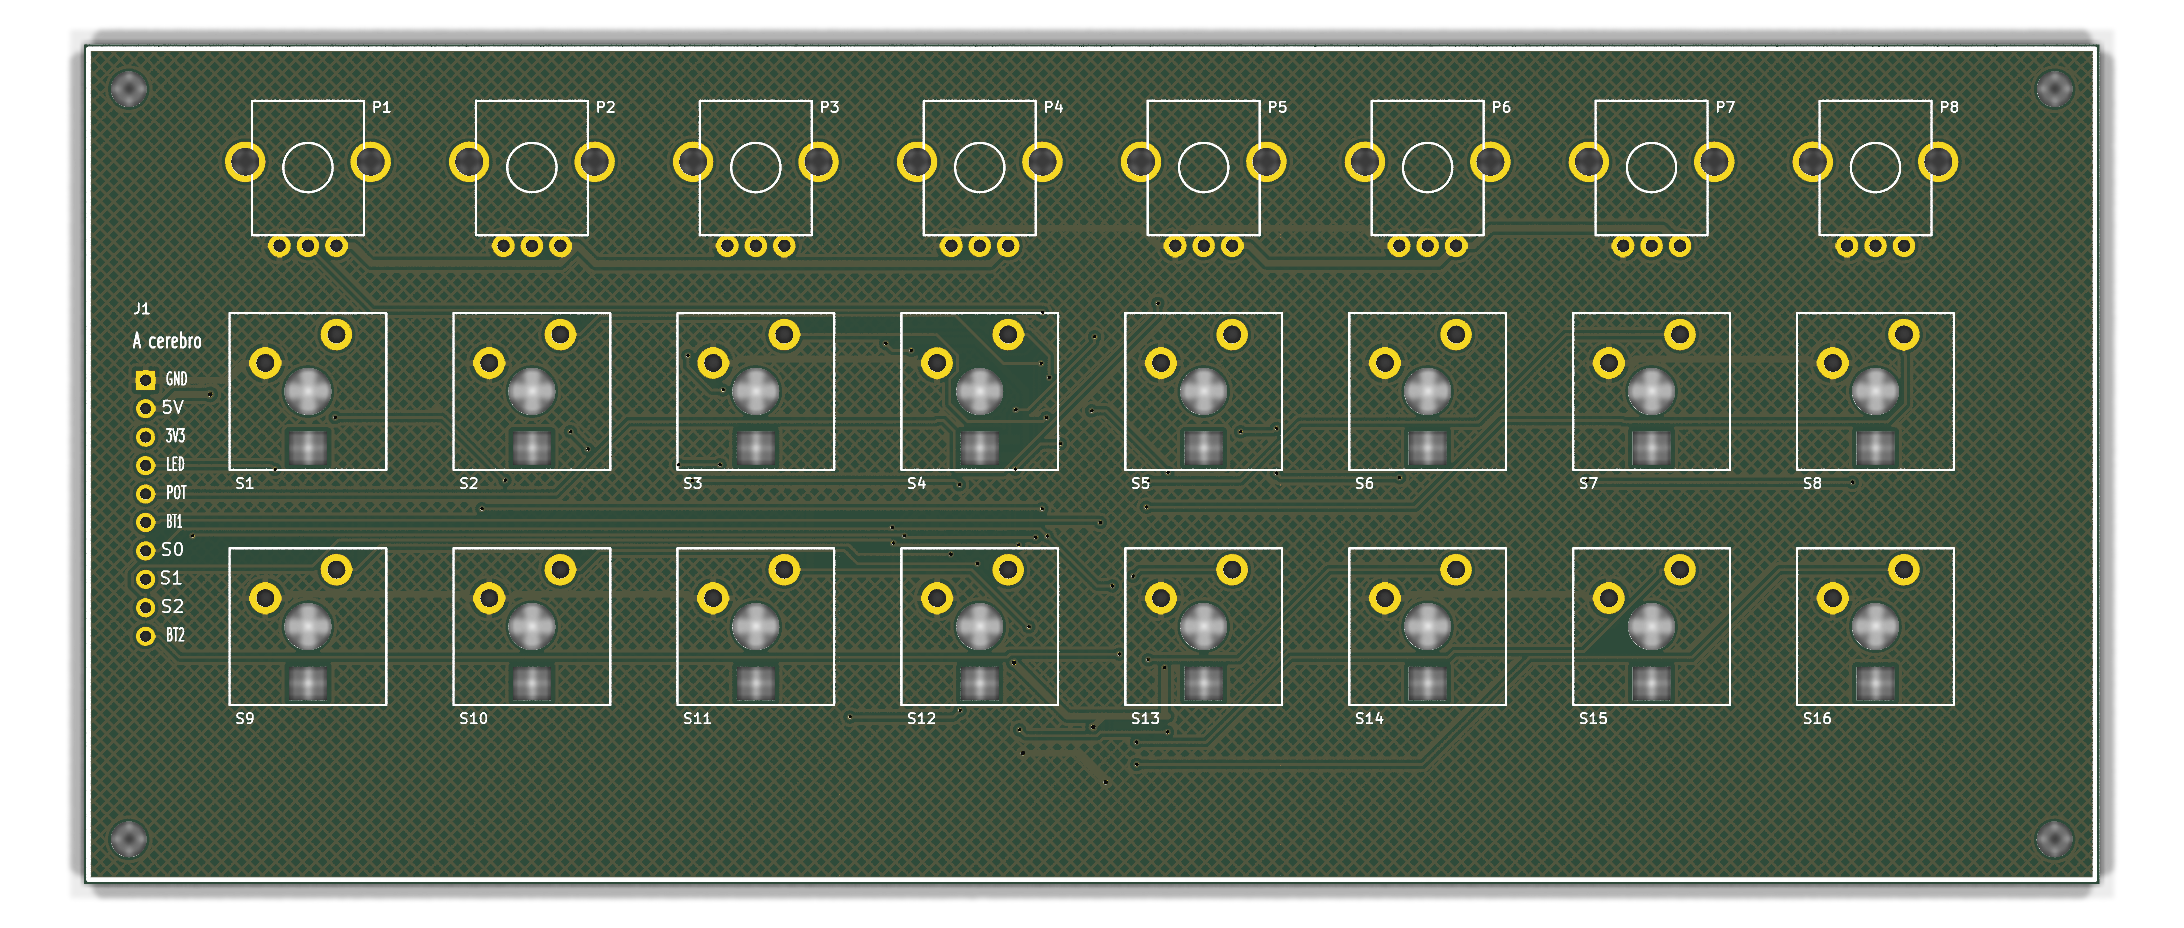 P1 P2 P3 P4 P5 P6 P7 P8
J1
A cerebro
GND
5V
3V3
LED
POT
BT1
S0
S1
S2
BT2
S1 S2 S3 S4 S5 S6 S7 S8
S9 S10 S11 S12 S13 S14 S15 S16